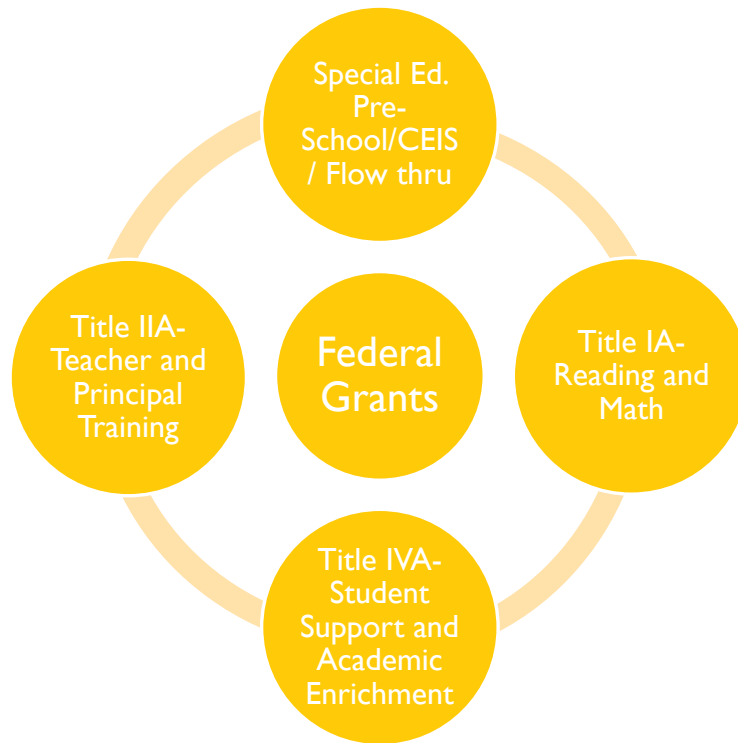 Special Ed.
Pre-
School/CEIS
/ Flow thru
Title IIA-
Teacher and
Principal
Training
Federal
Grants
Title IA-
Reading and
Math
Title IVA-
Student
Support and
Academic
Enrichment